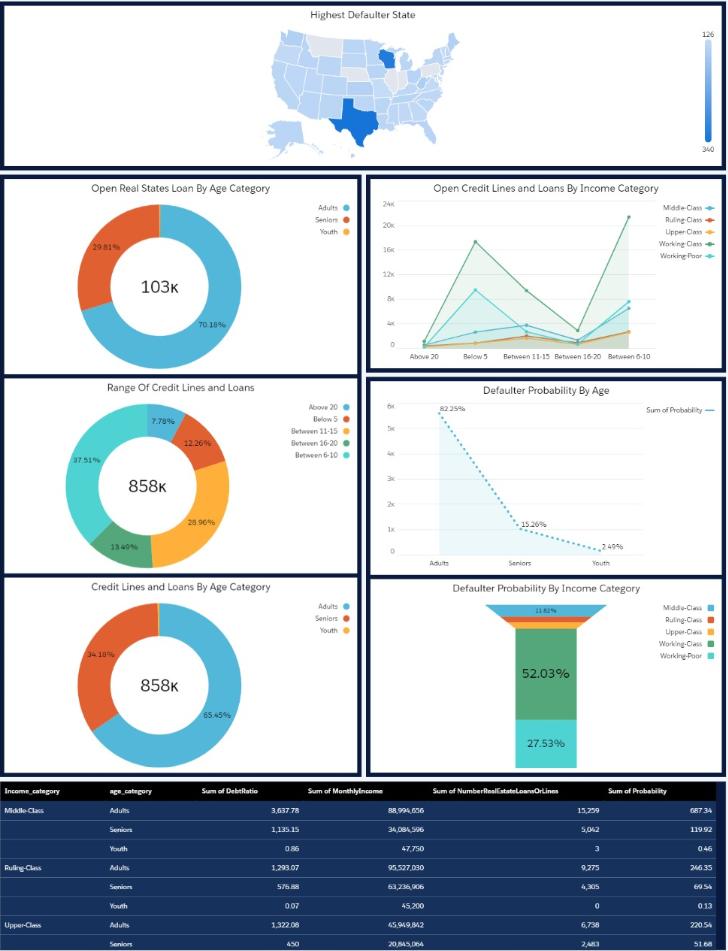 Highest Defaulter State
126
340
Open Real States Loan By Age Category
Adults
Seniors
Youth
29.81%
103K
70.18%
Open Credit Lines and Loans By Income Category
24K
20K
16K
12K
8K
4K
0
Above 20
Below 5
Between 11-15
Between 16-20
Between 6-10
Middle-Class
Ruling-Class
Upper-Class
Working-Class
Working-Poor
Range Of Credit Lines and Loans
Above 20
Below 5
Between 11-15
Between 16-20
Between 6-10
7.78%
12.26%
37.51%
858K
28.96%
13.49%
Defaulter Probability By Age
6K
5K
4K
3K
2K
1K
0
82.25%
15.26%
2.49%
Adults
Seniors
Youth
Sum of Probability
Credit Lines and Loans By Age Category
Adults
Seniors
Youth
34.18%
858K
65.45%
Defaulter Probability By Income Category
Middle-Class
Ruling-Class
Upper-Class
Working-Class
Working-Poor
11.82%
52.03%
27.53%
Income_category age_category Sum of DebtRatio Sum of MonthlyIncome Sum of NumberRealEstateLoansOrLines Sum of Probability
Middle-Class Adults 3,637.78 88,994,656 15,259 687.34
Seniors 1,135.15 34,084,596 5,042 119.92
Youth 0.86 47,750 3 0.46
Ruling-Class Adults 1,293.07 95,527,030 9,275 246.35
Seniors 576.88 63,236,906 4,305 69.54
Youth 0.07 45,200 0 0.13
Upper-Class Adults 1,322.08 45,949,842 6,738 220.54
Seniors 450 20,845,064 2,483 51.68